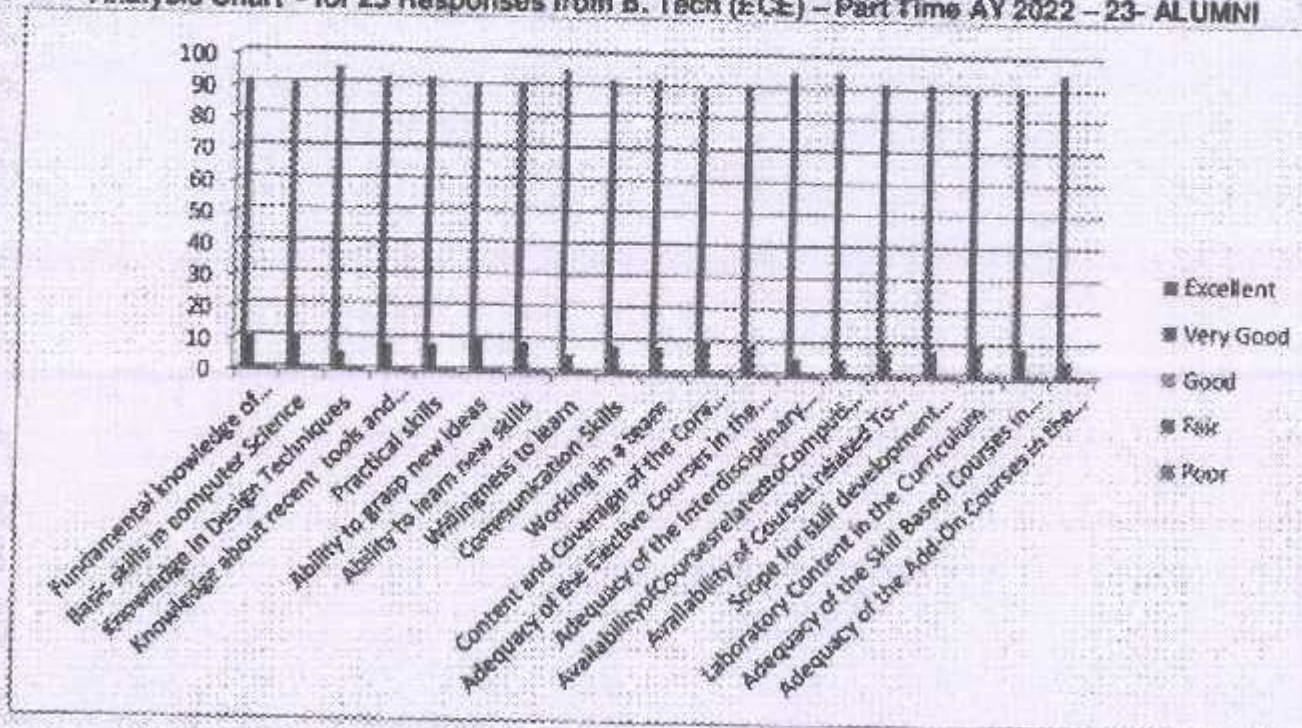 Analysis Chart - for 23 Responses from B. Tech (ECE) – Part Time AY 2022 – 23- ALUMNI
100
90
80
70
60
50
40
30
20
10
0
Fundamental knowledge of...
Basic skills in computer Science
Knowledge in Design Techniques
Knowledge about recent tools and...
Practical skills
Ability to grasp new ideas
Ability to learn new skills
Willingness to learn
Communication Skills
Working in a team
Content and Coverage of the Core...
Adequacy of the Elective Courses in the...
Adequacy of the Interdisciplinary...
AvailabilityofCoursesrelatedtoComputi...
Availability of Courses related To...
Scope for skill development...
Laboratory Content in the Curriculum
Adequacy of the Skill Based Courses in...
Adequacy of the Add-On Courses in the...
Excellent
Very Good
Good
Fair
Poor